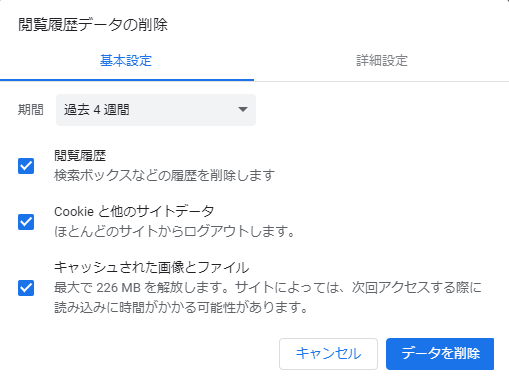 閲覧履歴データの削除
基本設定
詳細設定
期間 過去 4 週間
閲覧履歴
検索ボックスなどの履歴を削除します
Cookie と他のサイトデータ
ほとんどのサイトからログアウトします。
キャッシュされた画像とファイル
最大で 226 MB を解放します。サイトによっては、次回アクセスする際に
読み込みに時間がかかる可能性があります。
キャンセル
データを削除